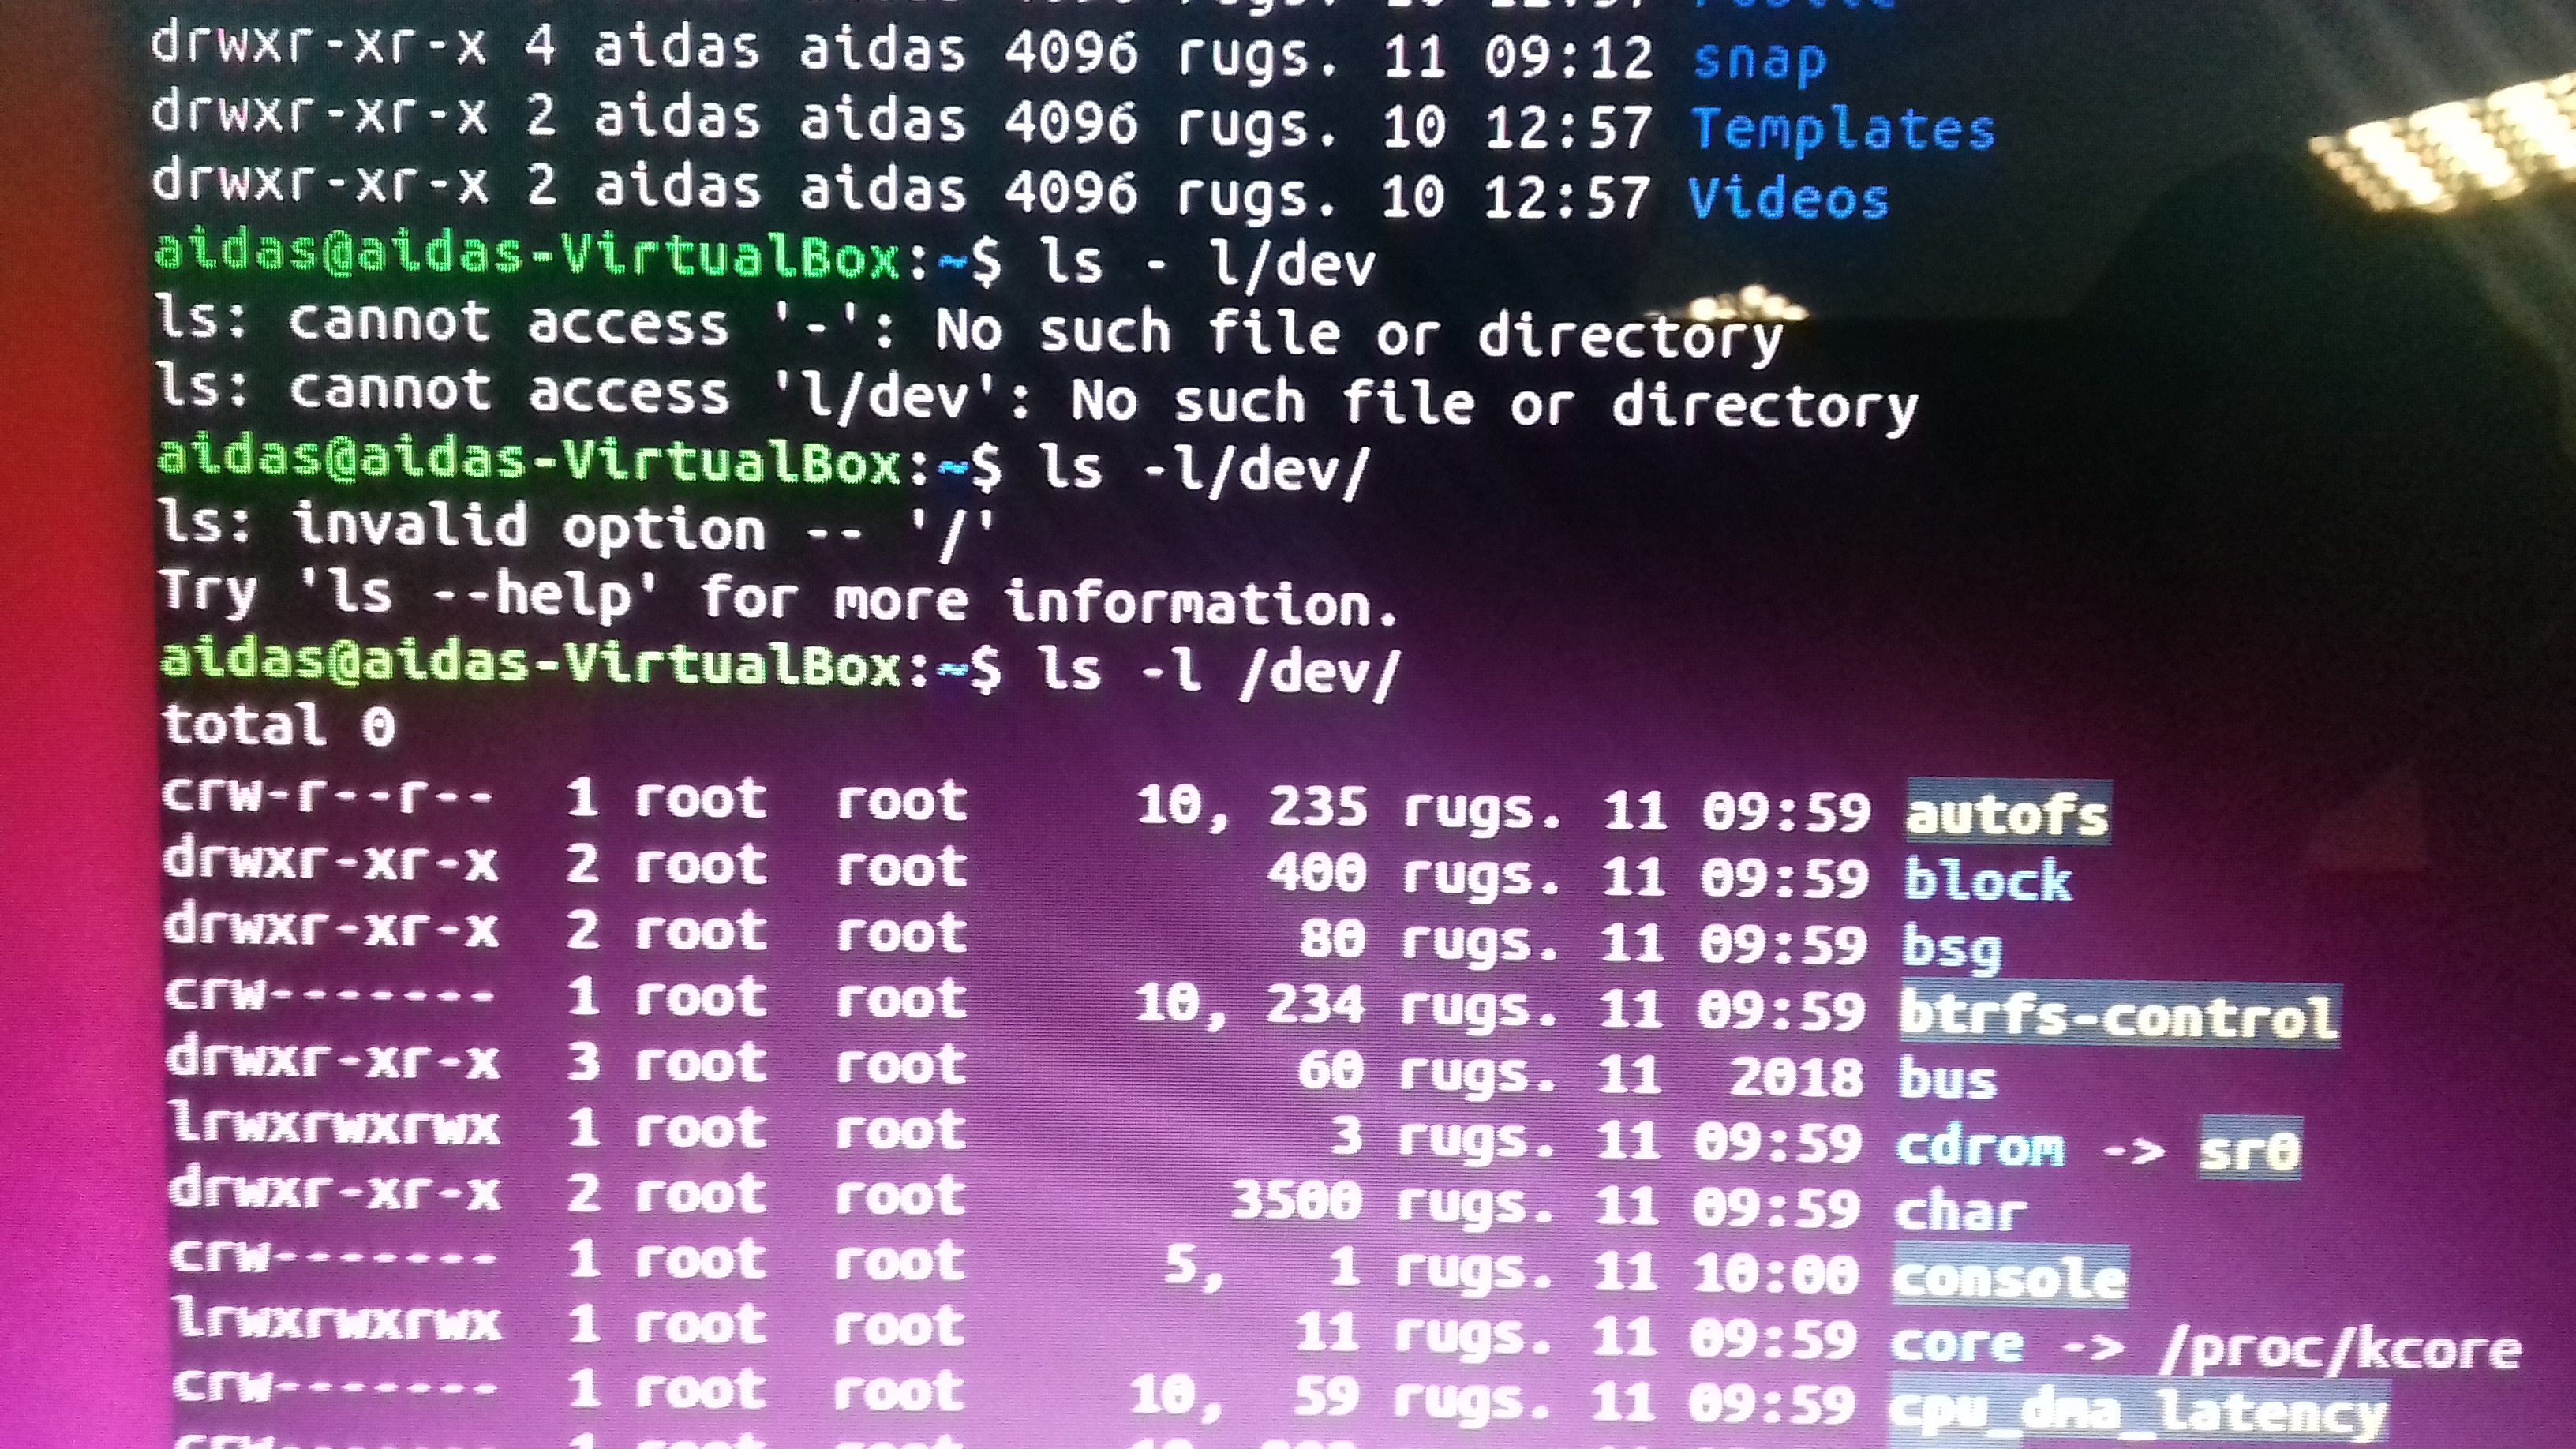 drwxr-xr-x 4 aidas aidas 4096 rugs. 11 09:12 snap
drwxr-xr-x 2 aidas aidas 4096 rugs. 10 12:57 Templates
drwxr-xr-x 2 aidas aidas 4096 rugs. 10 12:57 Videos
aidas@aidas-VirtualBox:~$ ls - l/dev
ls: cannot access '-': No such file or directory
ls: cannot access 'l/dev': No such file or directory
aidas@aidas-VirtualBox:~$ ls -l/dev/
ls: invalid option -- '/'
Try 'ls --help' for more information.
aidas@aidas-VirtualBox:~$ ls -l /dev/
total 0
crw-r--r-- 1 root root 10, 235 rugs. 11 09:59 autofs
drwxr-xr-x 2 root root 400 rugs. 11 09:59 block
drwxr-xr-x 2 root root 80 rugs. 11 09:59 bsg
crw------- 1 root root 10, 234 rugs. 11 09:59 btrfs-control
drwxr-xr-x 3 root root 60 rugs. 11 2018 bus
lrwxrwxrwx 1 root root 3 rugs. 11 09:59 cdrom -> sr0
drwxr-xr-x 2 root root 3500 rugs. 11 09:59 char
crw------- 1 root root 5, 1 rugs. 11 10:00 console
lrwxrwxrwx 1 root root 11 rugs. 11 09:59 core -> /proc/kcore
crw------- 1 root root 10, 59 rugs. 11 09:59 cpu_dma_latency